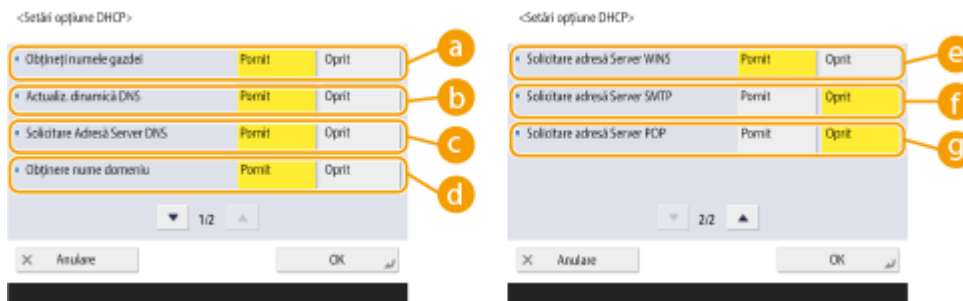 <Setări opțiune DHCP>
Obțineți numele gazdei Pornit Oprit a
Actualiz. dinamică DNS Pornit Oprit b
Solicitare Adresă Server DNS Pornit Oprit c
Obținere nume domeniu Pornit Oprit d
1/2
Anulare OK
<Setări opțiune DHCP>
Solicitare adresă Server WINS Pornit Oprit e
Solicitare adresă Server SMTP Pornit Oprit f
Solicitare adresă Server POP Pornit Oprit g
2/2
Anulare OK